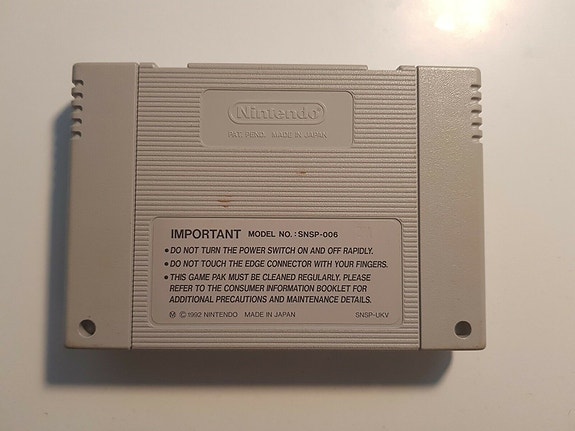 Nintendo®
PAT. PEND. MADE IN JAPAN
IMPORTANT MODEL NO.: SNSP-006
• DO NOT TURN THE POWER SWITCH ON AND OFF RAPIDLY.
• DO NOT TOUCH THE EDGE CONNECTOR WITH YOUR FINGERS.
• THIS GAME PAK MUST BE CLEANED REGULARLY. PLEASE
REFER TO THE CONSUMER INFORMATION BOOKLET FOR
ADDITIONAL PRECAUTIONS AND MAINTENANCE DETAILS.
Ⓜ © 1992 NINTENDO MADE IN JAPAN SNSP-UKV